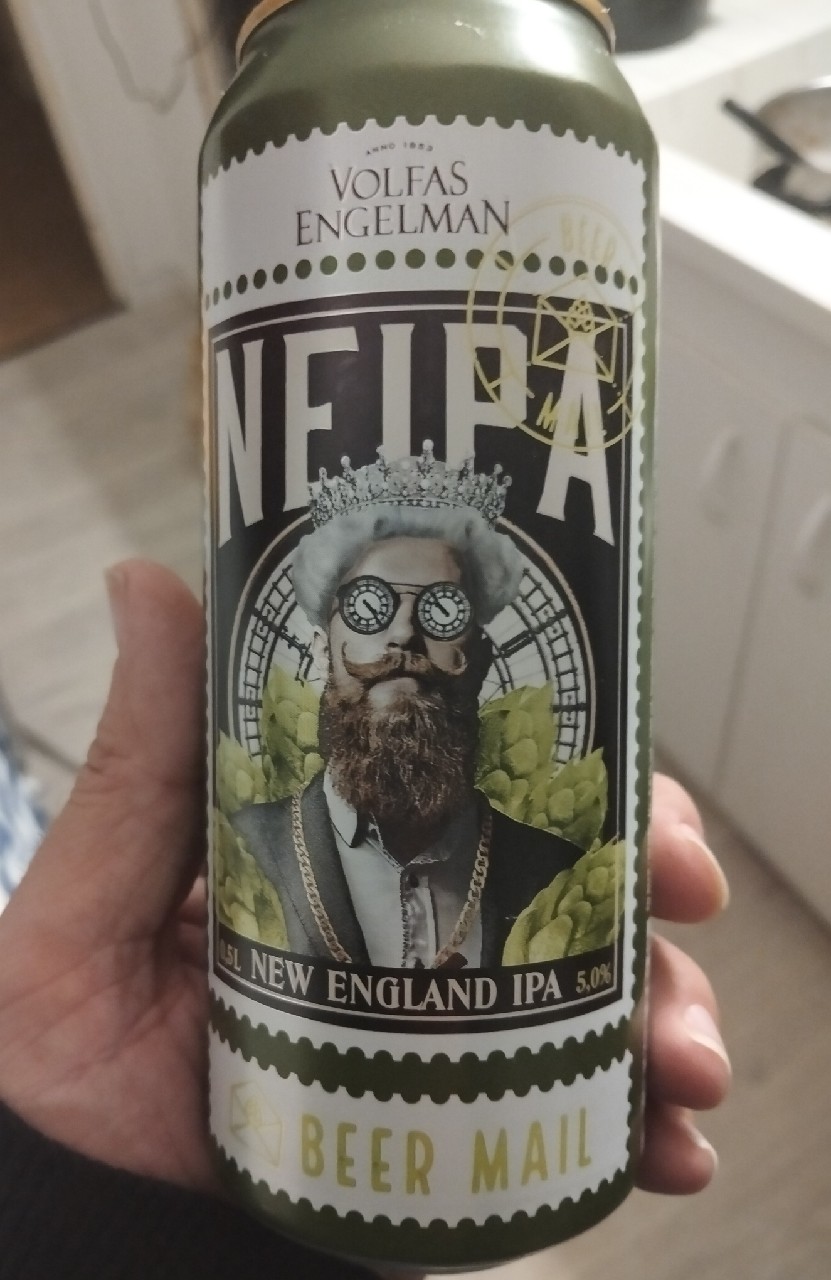 ANNO 1853
VOLFAS
ENGELMAN
BEER
NEIPA
MAIL
0.5L NEW ENGLAND IPA 5,0%
BEER MAIL